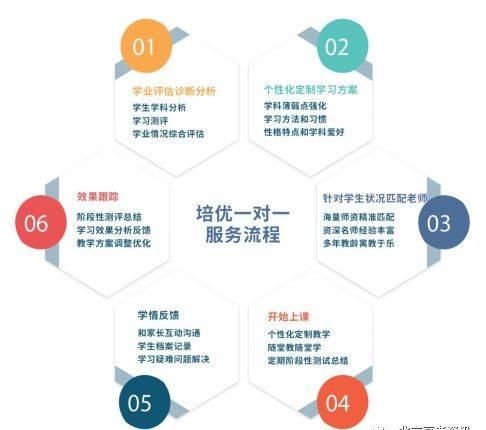 01
学业评估诊断分析
学生学科分析
学习测评
学业情况综合评估
02
个性化定制学习方案
学科薄弱点强化
学习方法和习惯
性格特点和学科爱好
03
针对学生状况匹配老师
海量师资精准匹配
资深名师经验丰富
多年教龄寓教于乐
04
开始上课
个性化定制教学
随堂教随堂学
定期阶段性测试总结
05
学情反馈
和家长互动沟通
学生档案记录
学习疑难问题解决
06
效果跟踪
阶段性测评总结
学习效果分析反馈
教学方案调整优化
培优一对一
服务流程